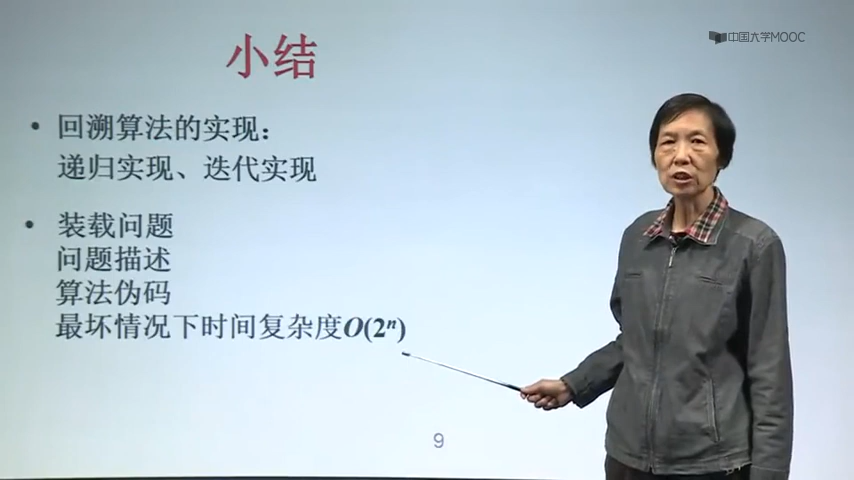 中国大学MOOC
小结
• 回溯算法的实现：
递归实现、迭代实现
• 装载问题
问题描述
算法伪码
最坏情况下时间复杂度O(2ⁿ)
9